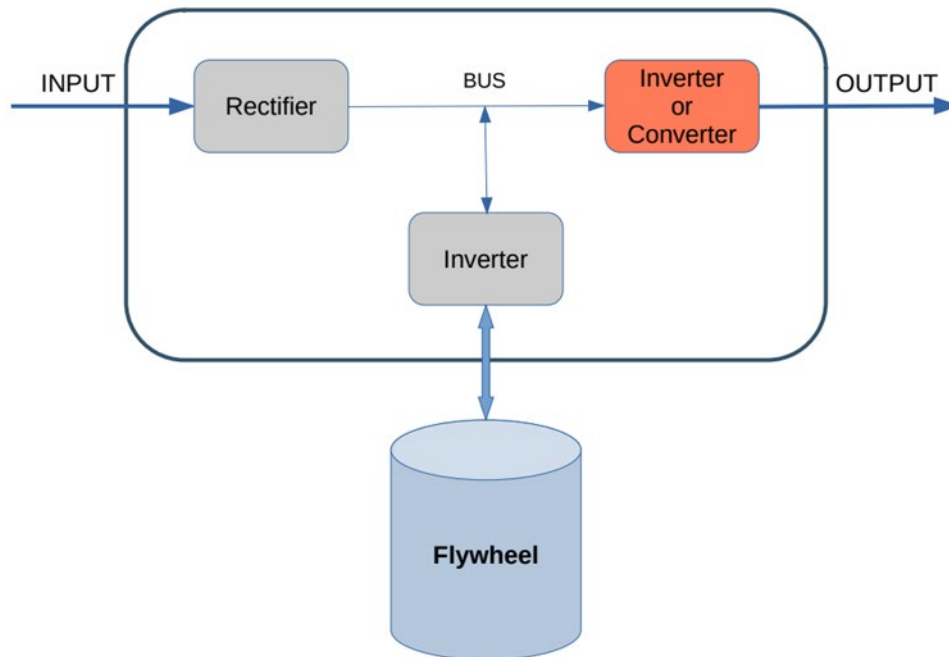 INPUT
Rectifier
BUS
Inverter
or
Converter
OUTPUT
Inverter
Flywheel